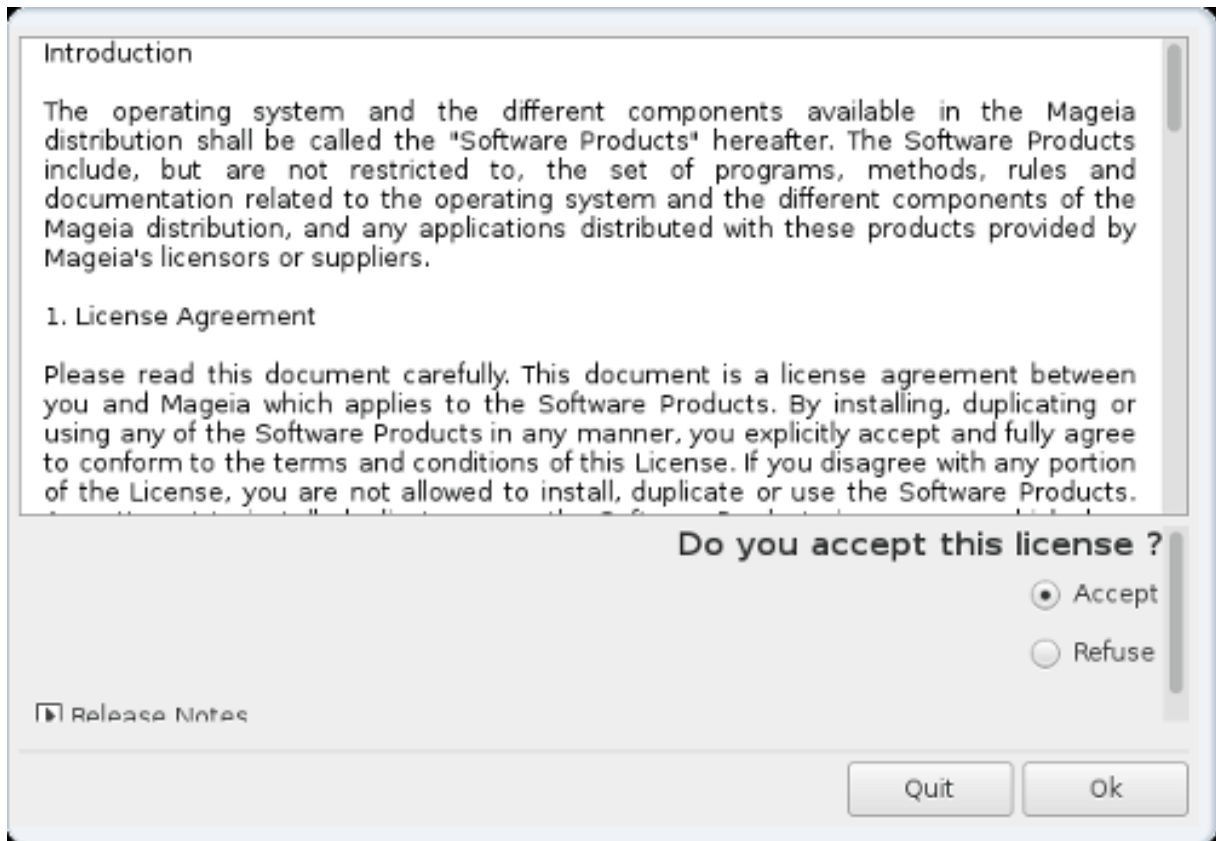 Introduction
The operating system and the different components available in the Mageia
distribution shall be called the "Software Products" hereafter. The Software Products
include, but are not restricted to, the set of programs, methods, rules and
documentation related to the operating system and the different components of the
Mageia distribution, and any applications distributed with these products provided by
Mageia's licensors or suppliers.
1. License Agreement
Please read this document carefully. This document is a license agreement between
you and Mageia which applies to the Software Products. By installing, duplicating or
using any of the Software Products in any manner, you explicitly accept and fully agree
to conform to the terms and conditions of this License. If you disagree with any portion
of the License, you are not allowed to install, duplicate or use the Software Products.
Do you accept this license ?
Accept
Refuse
Release Notes
Quit
Ok